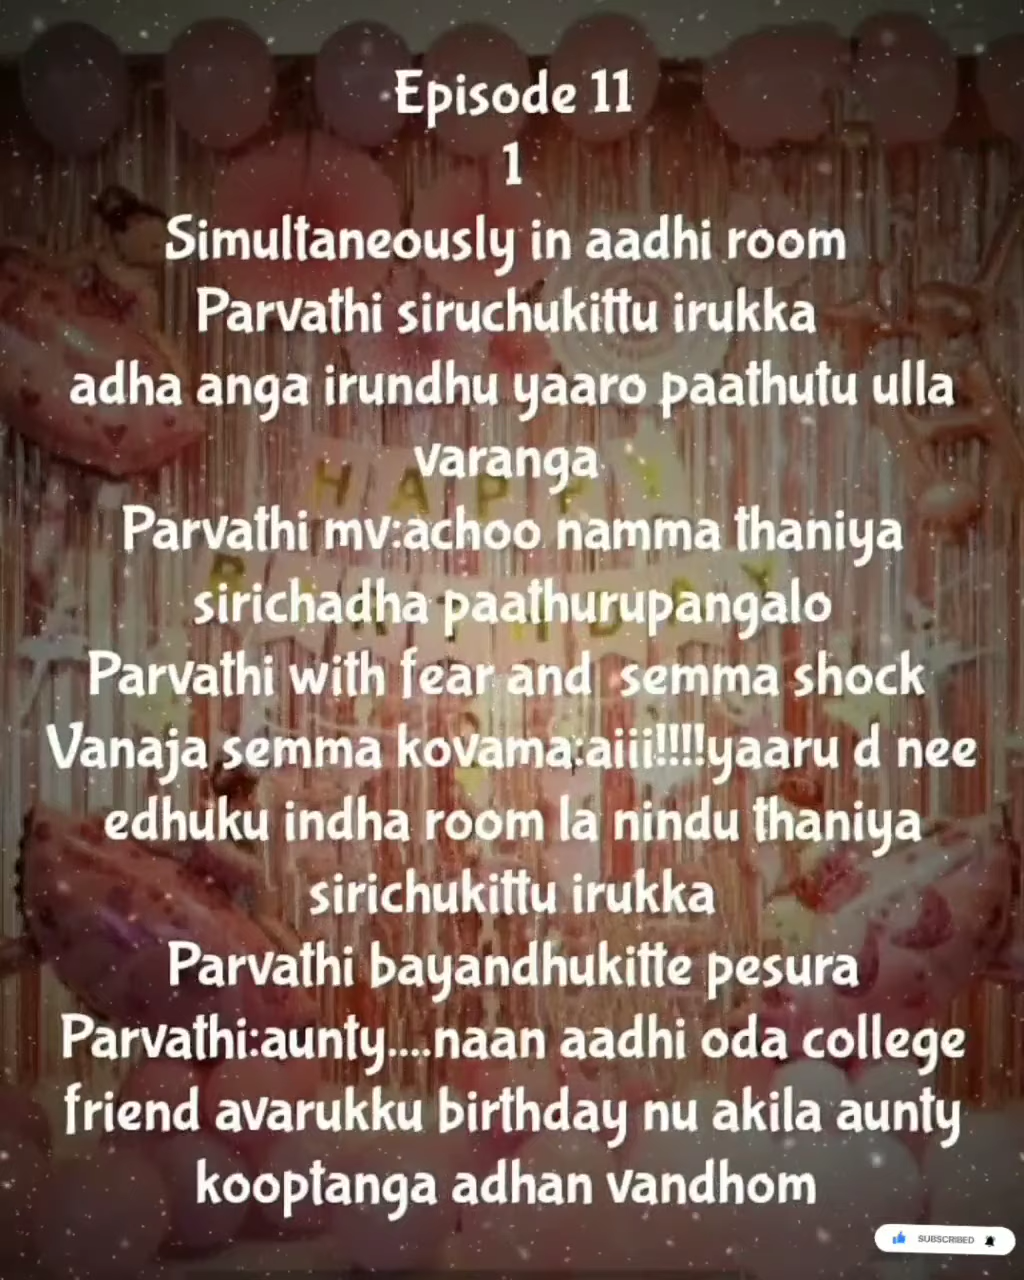 Episode 11
1
Simultaneously in aadhi room
Parvathi siruchukittu irukka
adha anga irundhu yaaro paathutu ulla
varanga
Parvathi mv:achoo namma thaniya
sirichadha paathurupangalo
Parvathi with fear and semma shock
Vanaja semma kovama:aiii!!!!yaaru d nee
edhuku indha room la nindu thaniya
sirichukittu irukka
Parvathi bayandhukitte pesura
Parvathi:aunty....naan aadhi oda college
friend avarukku birthday nu akila aunty
kooptanga adhan vandhom
HAPPY
BIRTHDAY
SUBSCRIBED